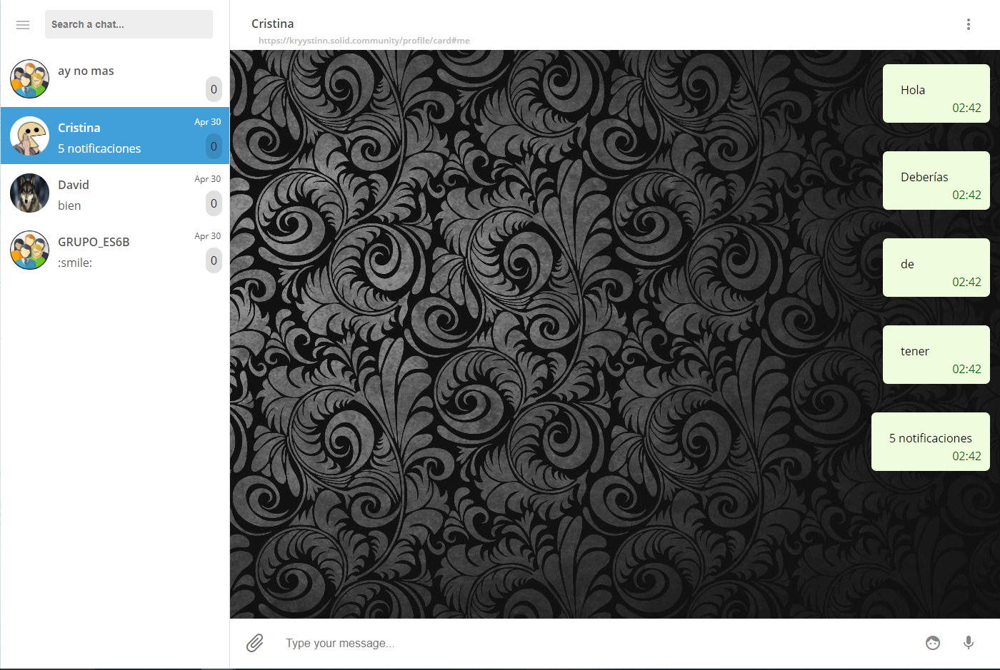 Search a chat...
ay no mas
0
Cristina
Apr 30
5 notificaciones
0
David
Apr 30
bien
0
GRUPO_ES6B
Apr 30
:smile:
0
Cristina
https://kryystinn.solid.community/profile/card#me
Hola
02:42
Deberías
02:42
de
02:42
tener
02:42
5 notificaciones
02:42
Type your message...